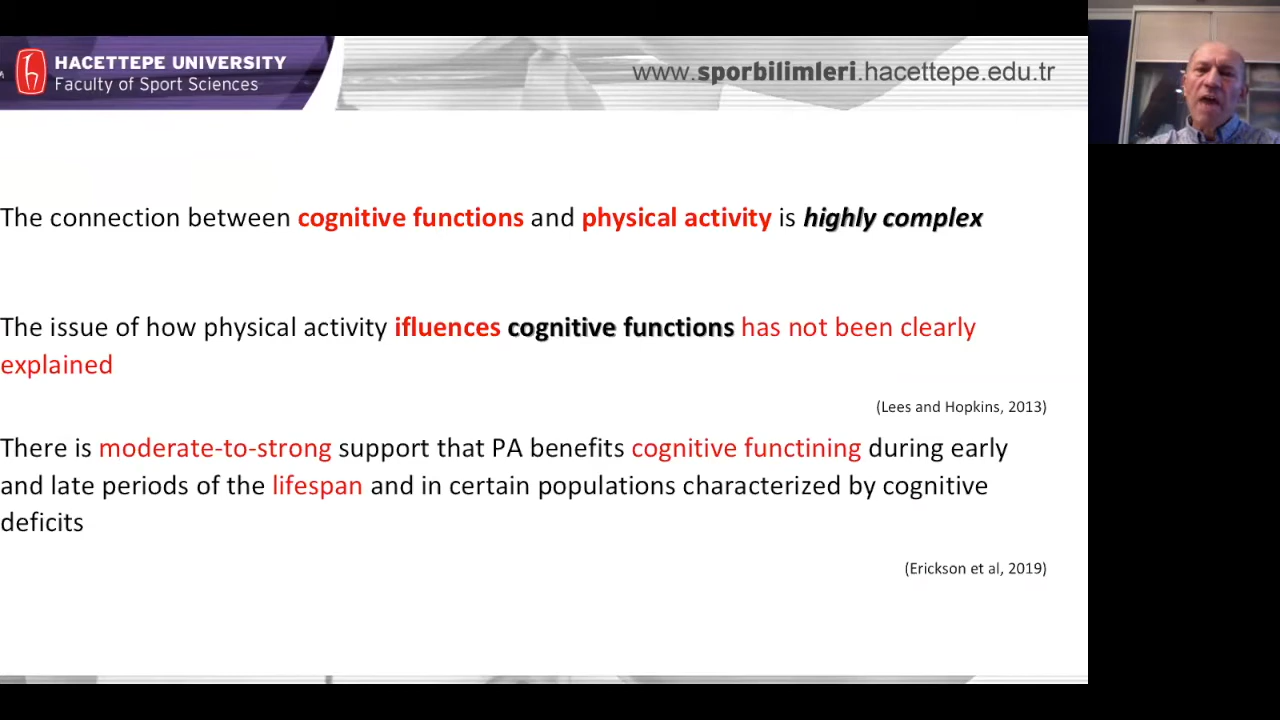 HACETTEPE UNIVERSITY
Faculty of Sport Sciences
www.sporbilimleri.hacettepe.edu.tr
The connection between cognitive functions and physical activity is highly complex
The issue of how physical activity ifluences cognitive functions has not been clearly
explained
(Lees and Hopkins, 2013)
There is moderate-to-strong support that PA benefits cognitive functining during early
and late periods of the lifespan and in certain populations characterized by cognitive
deficits
(Erickson et al, 2019)